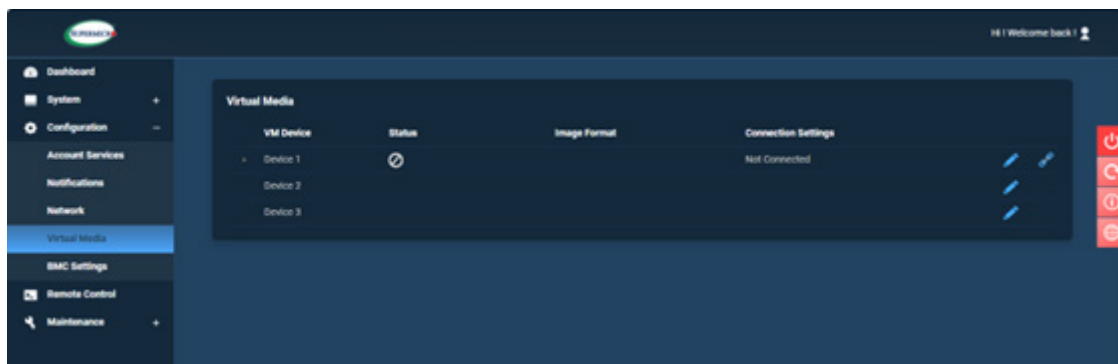 SUPERMICR
Hi ! Welcome back !
Dashboard
System +
Configuration –
Account Services
Notifications
Network
Virtual Media
BMC Settings
Remote Control
Maintenance +
Virtual Media
VM Device Status Image Format Connection Settings
Device 1 Not Connected
Device 2
Device 3